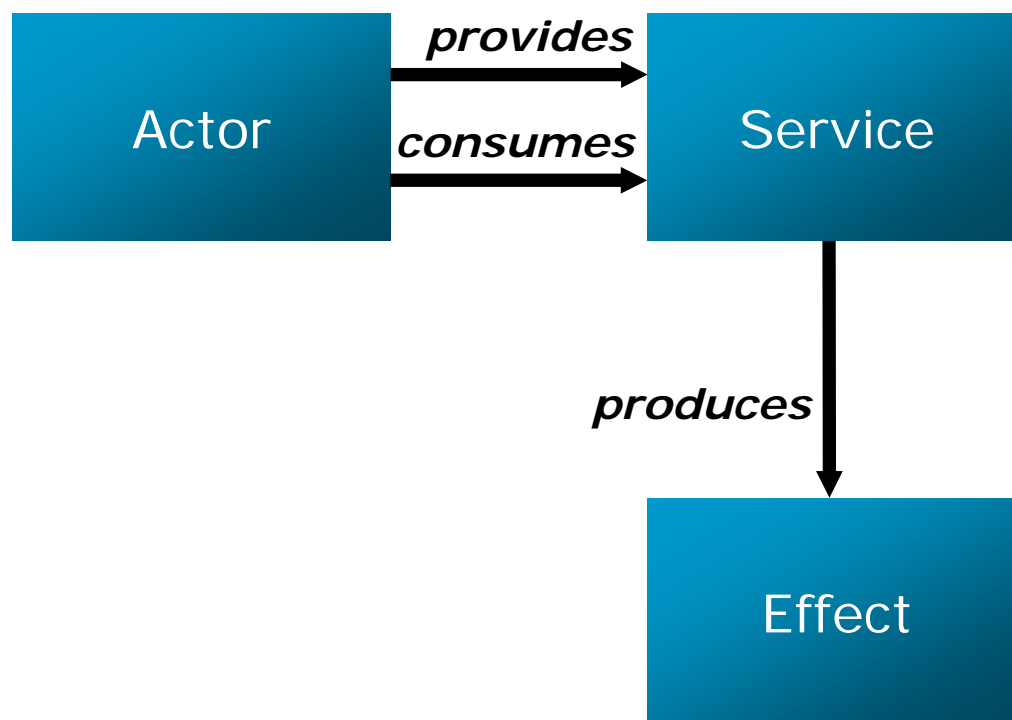 provides
Actor
Service
consumes
produces
Effect